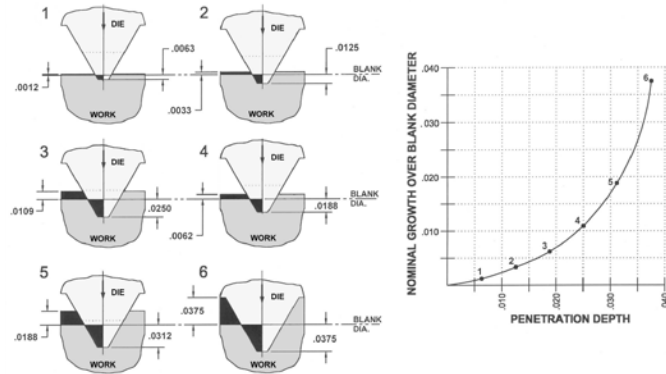 1
DIE
.0063
.0012
WORK
2
DIE
.0125
BLANK
DIA.
.0033
WORK
3
DIE
.0109
.0250
WORK
4
DIE
BLANK
DIA.
.0188
.0062
WORK
5
DIE
.0188
.0312
WORK
6
DIE
.0375
BLANK
DIA.
.0375
WORK
NOMINAL GROWTH OVER BLANK DIAMETER
.040
.030
.020
.010
1
2
3
4
5
6
.010
.020
.030
.040
PENETRATION DEPTH